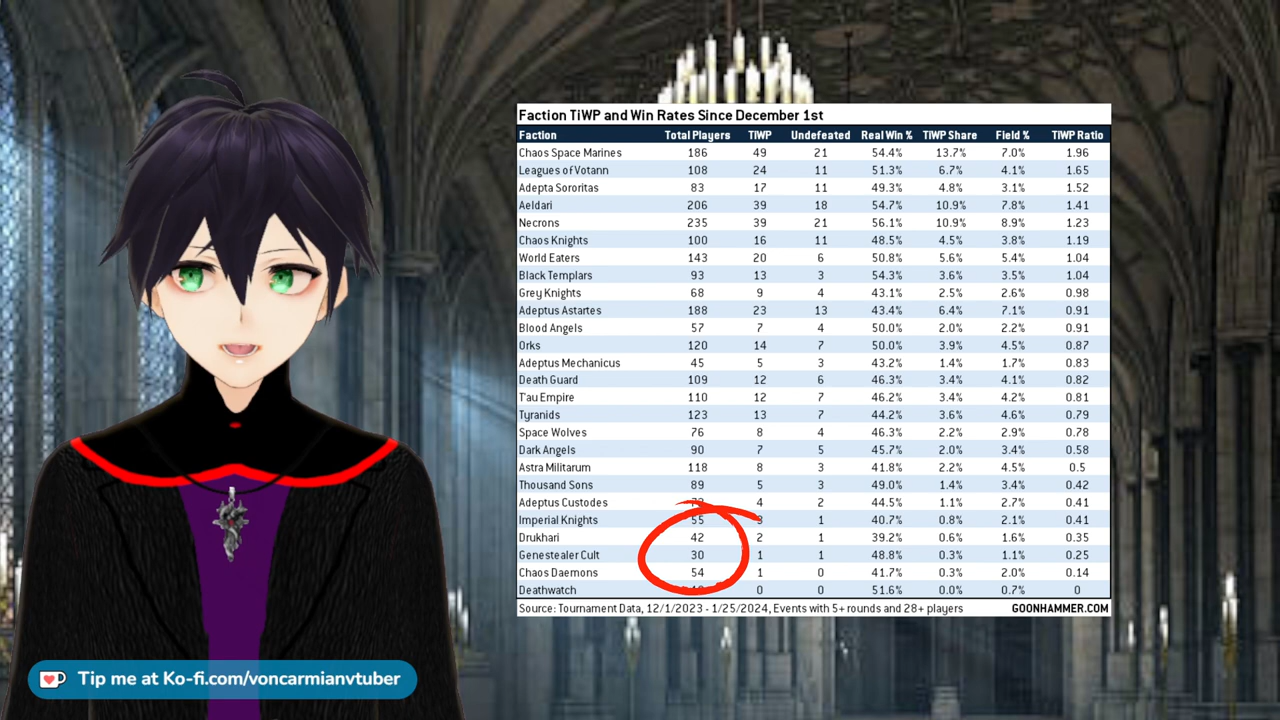 Faction TiWP and Win Rates Since December 1st
Faction Total Players TiWP Undefeated Real Win % TiWP Share Field % TiWP Ratio
Chaos Space Marines 186 49 21 54.4% 13.7% 7.0% 1.96
Leagues of Votann 108 24 11 51.3% 6.7% 4.1% 1.65
Adepta Sororitas 83 17 11 49.3% 4.8% 3.1% 1.52
Aeldari 206 39 18 54.7% 10.9% 7.8% 1.41
Necrons 235 39 21 56.1% 10.9% 8.9% 1.23
Chaos Knights 100 16 11 48.5% 4.5% 3.8% 1.19
World Eaters 143 20 6 50.8% 5.6% 5.4% 1.04
Black Templars 93 13 3 54.3% 3.6% 3.5% 1.04
Grey Knights 68 9 4 43.1% 2.5% 2.6% 0.98
Adeptus Astartes 188 23 13 43.4% 6.4% 7.1% 0.91
Blood Angels 57 7 4 50.0% 2.0% 2.2% 0.91
Orks 120 14 7 50.0% 3.9% 4.5% 0.87
Adeptus Mechanicus 45 5 3 43.2% 1.4% 1.7% 0.83
Death Guard 109 12 6 46.3% 3.4% 4.1% 0.82
T'au Empire 110 12 7 46.2% 3.4% 4.2% 0.81
Tyranids 123 13 7 44.2% 3.6% 4.6% 0.79
Space Wolves 76 8 4 46.3% 2.2% 2.9% 0.78
Dark Angels 90 7 5 45.7% 2.0% 3.4% 0.58
Astra Militarum 118 8 3 41.8% 2.2% 4.5% 0.5
Thousand Sons 89 5 3 49.0% 1.4% 3.4% 0.42
Adeptus Custodes 4 2 44.5% 1.1% 2.7% 0.41
Imperial Knights 55 3 1 40.7% 0.8% 2.1% 0.41
Drukhari 42 2 1 39.2% 0.6% 1.6% 0.35
Genestealer Cult 30 1 1 48.8% 0.3% 1.1% 0.25
Chaos Daemons 54 1 0 41.7% 0.3% 2.0% 0.14
Deathwatch 0 0 51.6% 0.0% 0.7% 0
Source: Tournament Data, 12/1/2023 - 1/25/2024, Events with 5+ rounds and 28+ players GOONHAMMER.COM
Tip me at Ko-fi.com/voncarmianvtuber